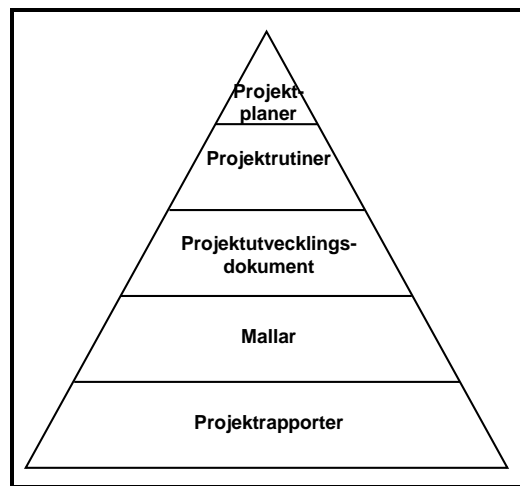 Projekt-
planer
Projektrutiner
Projektutvecklings-
dokument
Mallar
Projektrapporter